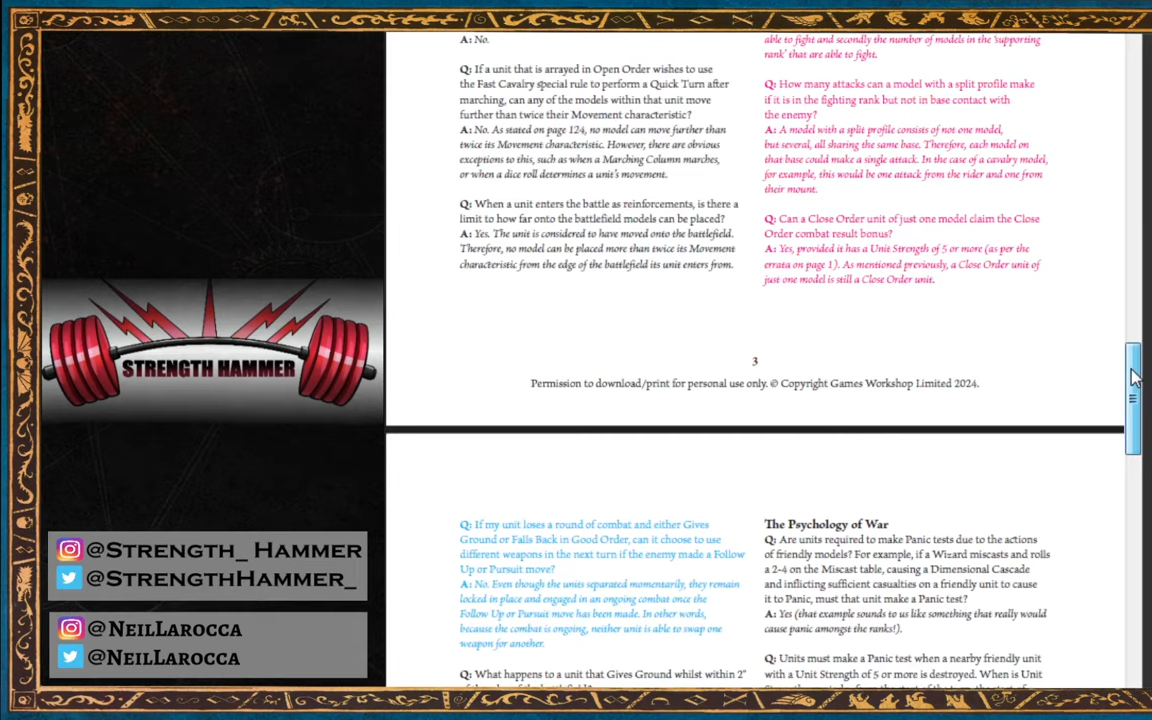 A: No.
Q: If a unit that is arrayed in Open Order wishes to use
the Fast Cavalry special rule to perform a Quick Turn after
marching, can any of the models within that unit move
further than twice their Movement characteristic?
A: No. As stated on page 124, no model can move further than
twice its Movement characteristic. However, there are obvious
exceptions to this, such as when a Marching Column marches,
or when a dice roll determines a unit's movement.
Q: When a unit enters the battle as reinforcements, is there a
limit to how far onto the battlefield models can be placed?
A: Yes. The unit is considered to have moved onto the battlefield.
Therefore, no model can be placed more than twice its Movement
characteristic from the edge of the battlefield its unit enters from.
able to fight and secondly the number of models in the 'supporting
rank' that are able to fight.
Q: How many attacks can a model with a split profile make
if it is in the fighting rank but not in base contact with
the enemy?
A: A model with a split profile consists of not one model,
but several, all sharing the same base. Therefore, each model on
that base could make a single attack. In the case of a cavalry model,
for example, this would be one attack from the rider and one from
their mount.
Q: Can a Close Order unit of just one model claim the Close
Order combat result bonus?
A: Yes, provided it has a Unit Strength of 5 or more (as per the
errata on page 1). As mentioned previously, a Close Order unit of
just one model is still a Close Order unit.
3
Permission to download/print for personal use only. © Copyright Games Workshop Limited 2024.
Q: If my unit loses a round of combat and either Gives
Ground or Falls Back in Good Order, can it choose to use
different weapons in the next turn if the enemy made a Follow
Up or Pursuit move?
A: No. Even though the units separated momentarily, they remain
locked in place and engaged in an ongoing combat once the
Follow Up or Pursuit move has been made. In other words,
because the combat is ongoing, neither unit is able to swap one
weapon for another.
Q: What happens to a unit that Gives Ground whilst within 2"
The Psychology of War
Q: Are units required to make Panic tests due to the actions
of friendly models? For example, if a Wizard miscasts and rolls
a 2-4 on the Miscast table, causing a Dimensional Cascade
and inflicting sufficient casualties on a friendly unit to cause
it to Panic, must that unit make a Panic test?
A: Yes (that example sounds to us like something that really would
cause panic amongst the ranks!).
Q: Units must make a Panic test when a nearby friendly unit
with a Unit Strength of 5 or more is destroyed. When is Unit
STRENGTH HAMMER
@Strength_Hammer
@StrengthHammer_
@NeilLarocca
@NeilLarocca